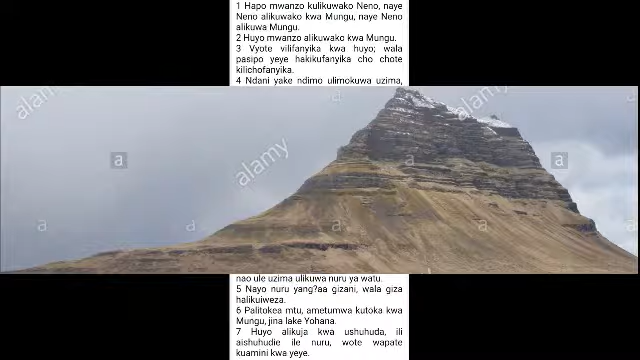 1 Hapo mwanzo kulikuwako Neno, naye
Neno alikuwako kwa Mungu, naye Neno
alikuwa Mungu.
2 Huyo mwanzo alikuwako kwa Mungu.
3 Vyote vilifanyika kwa huyo; wala
pasipo yeye hakikufanyika cho chote
kilichofanyika.
4 Ndani yake ndimo ulimokuwa uzima,
alamy
alamy
a
a
alamy
a
a
a
a
nao ule uzima ulikuwa nuru ya watu.
5 Nayo nuru yang?aa gizani, wala giza
halikuiweza.
6 Palitokea mtu, ametumwa kutoka kwa
Mungu, jina lake Yohana.
7 Huyo alikuja kwa ushuhuda, ili
aishuhudie ile nuru, wote wapate
kuamini kwa yeye.